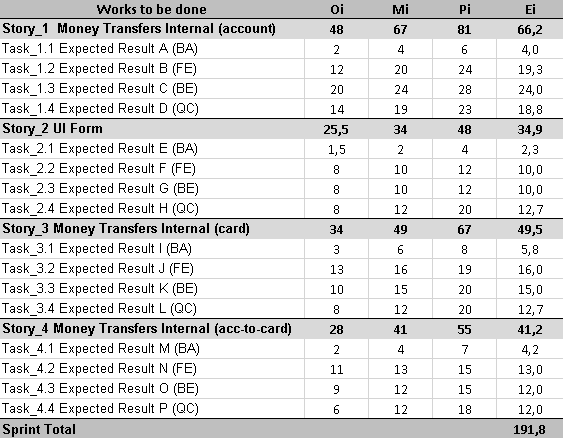 Works to be done Oi Mi Pi Ei
Story_1 Money Transfers Internal (account) 48 67 81 66,2
Task_1.1 Expected Result A (BA) 2 4 6 4,0
Task_1.2 Expected Result B (FE) 12 20 24 19,3
Task_1.3 Expected Result C (BE) 20 24 28 24,0
Task_1.4 Expected Result D (QC) 14 19 23 18,8
Story_2 UI Form 25,5 34 48 34,9
Task_2.1 Expected Result E (BA) 1,5 2 4 2,3
Task_2.2 Expected Result F (FE) 8 10 12 10,0
Task_2.3 Expected Result G (BE) 8 10 12 10,0
Task_2.4 Expected Result H (QC) 8 12 20 12,7
Story_3 Money Transfers Internal (card) 34 49 67 49,5
Task_3.1 Expected Result I (BA) 3 6 8 5,8
Task_3.2 Expected Result J (FE) 13 16 19 16,0
Task_3.3 Expected Result K (BE) 10 15 20 15,0
Task_3.4 Expected Result L (QC) 8 12 20 12,7
Story_4 Money Transfers Internal (acc-to-card) 28 41 55 41,2
Task_4.1 Expected Result M (BA) 2 4 7 4,2
Task_4.2 Expected Result N (FE) 11 13 15 13,0
Task_4.3 Expected Result O (BE) 9 12 15 12,0
Task_4.4 Expected Result P (QC) 6 12 18 12,0
Sprint Total 191,8